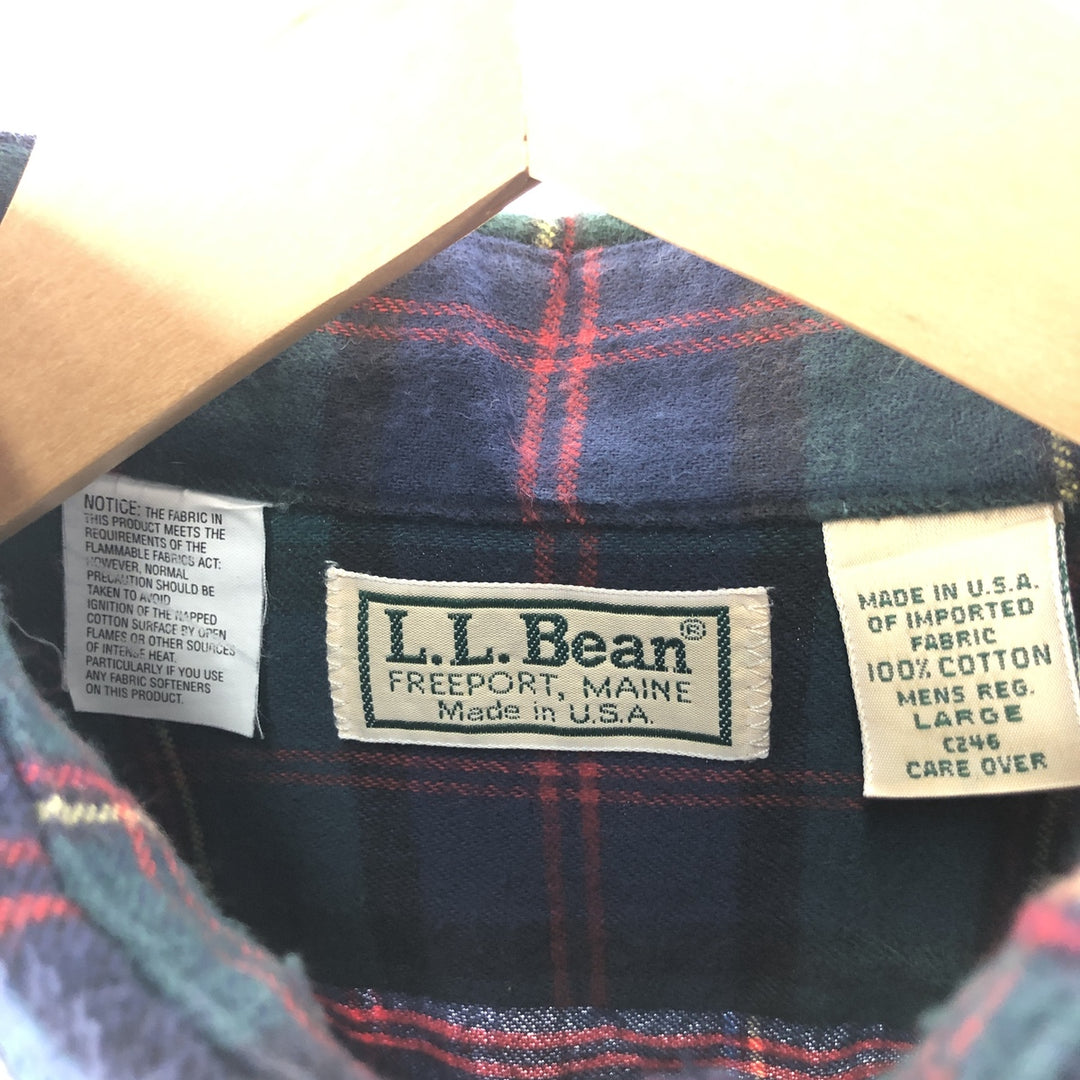 NOTICE: THE FABRIC IN
THIS PRODUCT MEETS THE
REQUIREMENTS OF THE
FLAMMABLE FABRICS ACT:
HOWEVER, NORMAL
PRECAUTION SHOULD BE
TAKEN TO AVOID
IGNITION OF THE NAPPED
COTTON SURFACE BY OPEN
FLAMES OR OTHER SOURCES
OF INTENSE HEAT.
PARTICULARLY IF YOU USE
ANY FABRIC SOFTENERS
ON THIS PRODUCT.
L.L.Bean®
FREEPORT, MAINE
Made in U.S.A.
MADE IN U.S.A.
OF IMPORTED
FABRIC
100% COTTON
MENS REG.
LARGE
C246
CARE OVER